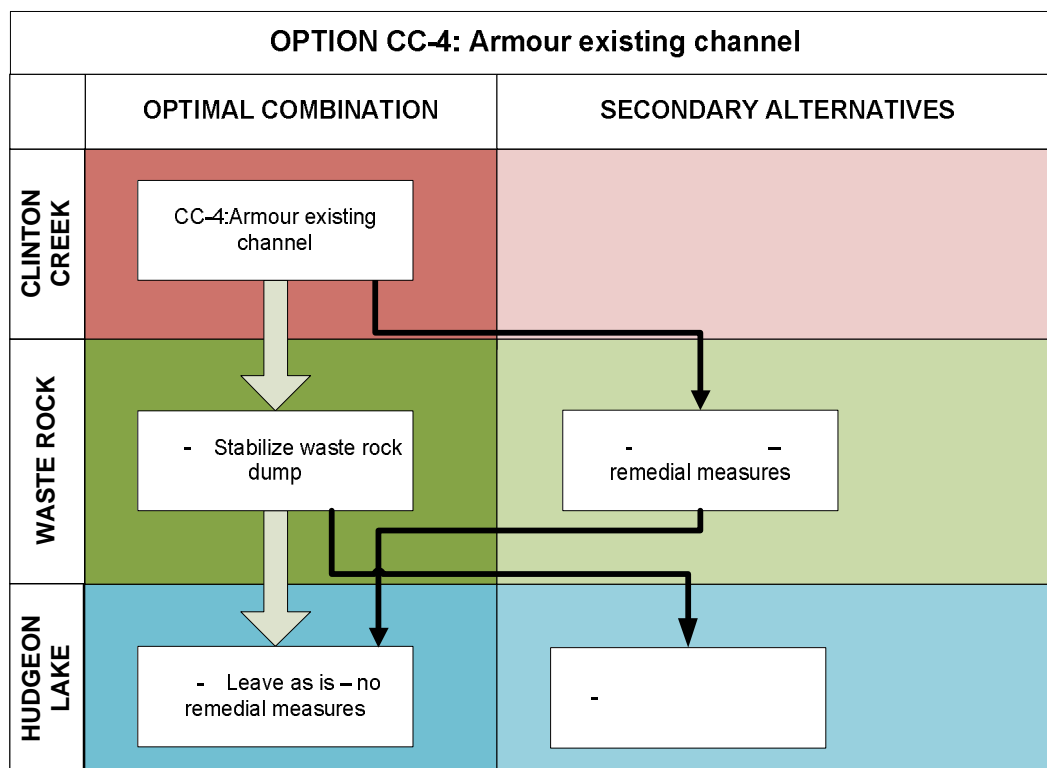 OPTION CC-4: Armour existing channel
OPTIMAL COMBINATION
SECONDARY ALTERNATIVES
CLINTON
CREEK
CC–4:Armour existing
channel
WASTE ROCK
- Stabilize waste rock
dump
- –
remedial measures
HUDGEON
LAKE
- Leave as is – no
remedial measures
-